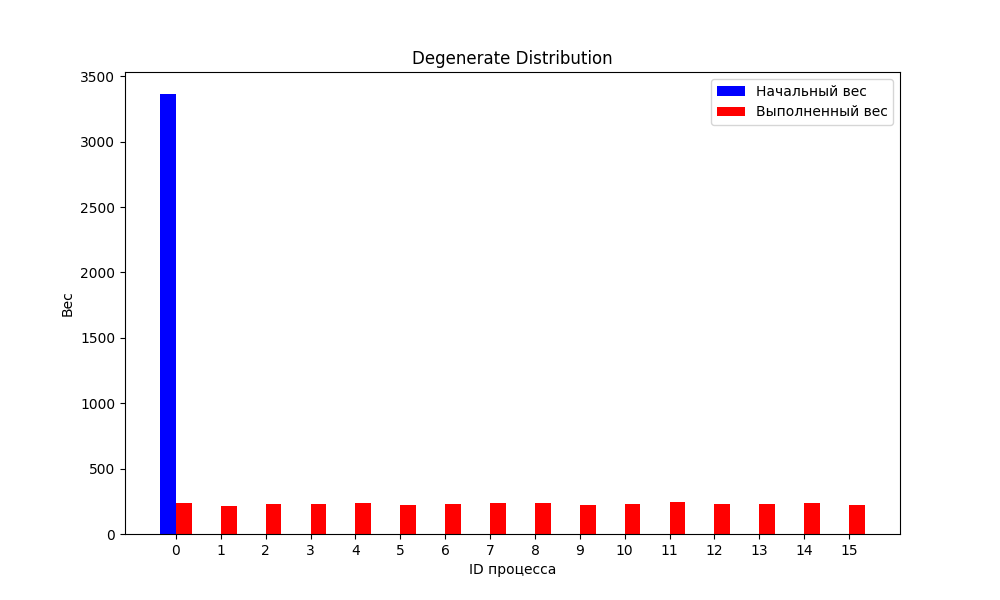 Degenerate Distribution
Начальный вес
Выполненный вес
3500
3000
2500
2000
1500
1000
500
0
Вес
0 1 2 3 4 5 6 7 8 9 10 11 12 13 14 15
ID процесса